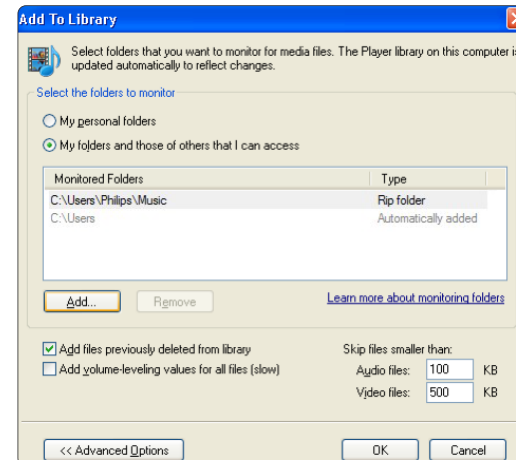 Add To Library
Select folders that you want to monitor for media files. The Player library on this computer is
updated automatically to reflect changes.
Select the folders to monitor
My personal folders
My folders and those of others that I can access
Monitored Folders Type
C:\Users\Philips\Music Rip folder
C:\Users Automatically added
Add... Remove Learn more about monitoring folders
Add files previously deleted from library Skip files smaller than:
Add volume-leveling values for all files (slow) Audio files: 100 KB
Video files: 500 KB
<< Advanced Options OK Cancel